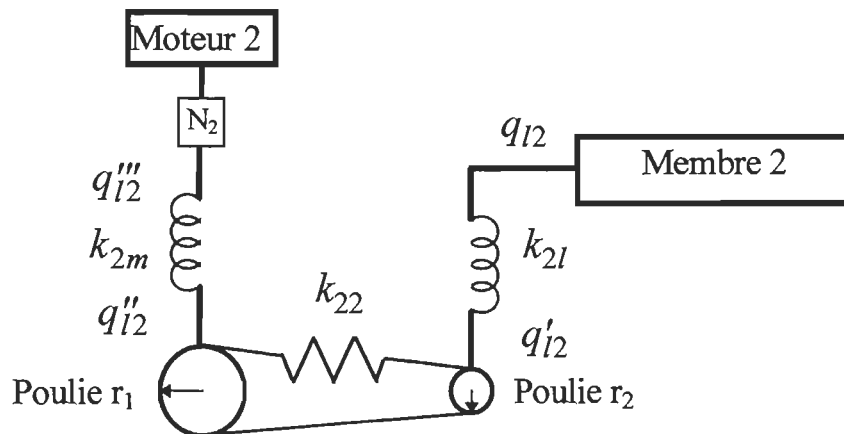 Moteur 2
N₂
q‴l2
k2m
q″l2
k22
ql2
Membre 2
k2l
q′l2
Poulie r₁
Poulie r₂